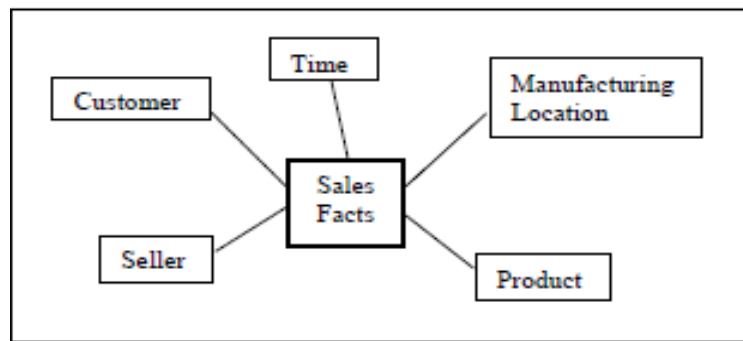 Time
Customer
Manufacturing
Location
Sales
Facts
Seller
Product